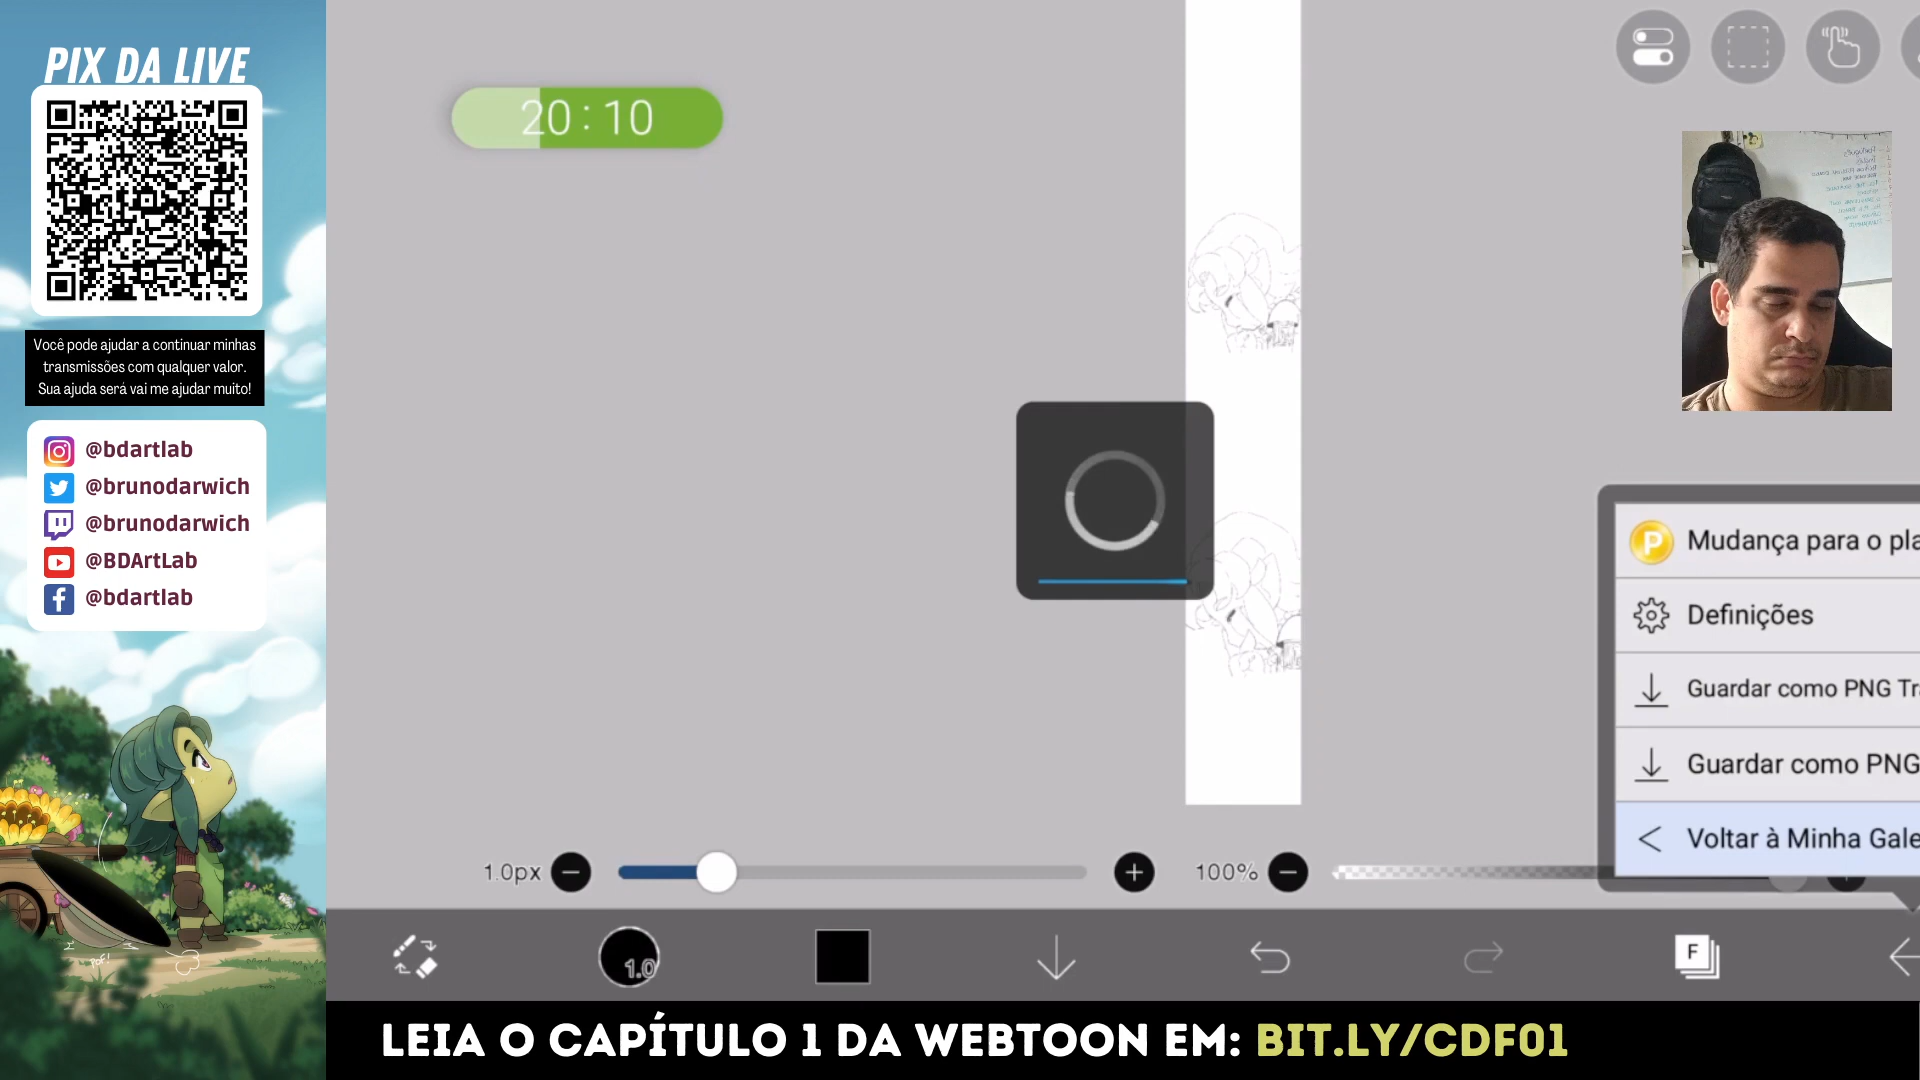 PIX DA LIVE
Você pode ajudar a continuar minhas
transmissões com qualquer valor.
Sua ajuda será vai me ajudar muito!
@bdartlab
@brunodarwich
@brunodarwich
@BDArtLab
@bdartlab
POF!
20:10
P
Mudança para o pla
Definições
Guardar como PNG Tra
Guardar como PNG
Voltar à Minha Gale
1.0px
100%
1.0
F
LEIA O CAPÍTULO 1 DA WEBTOON EM: BIT.LY/CDF01